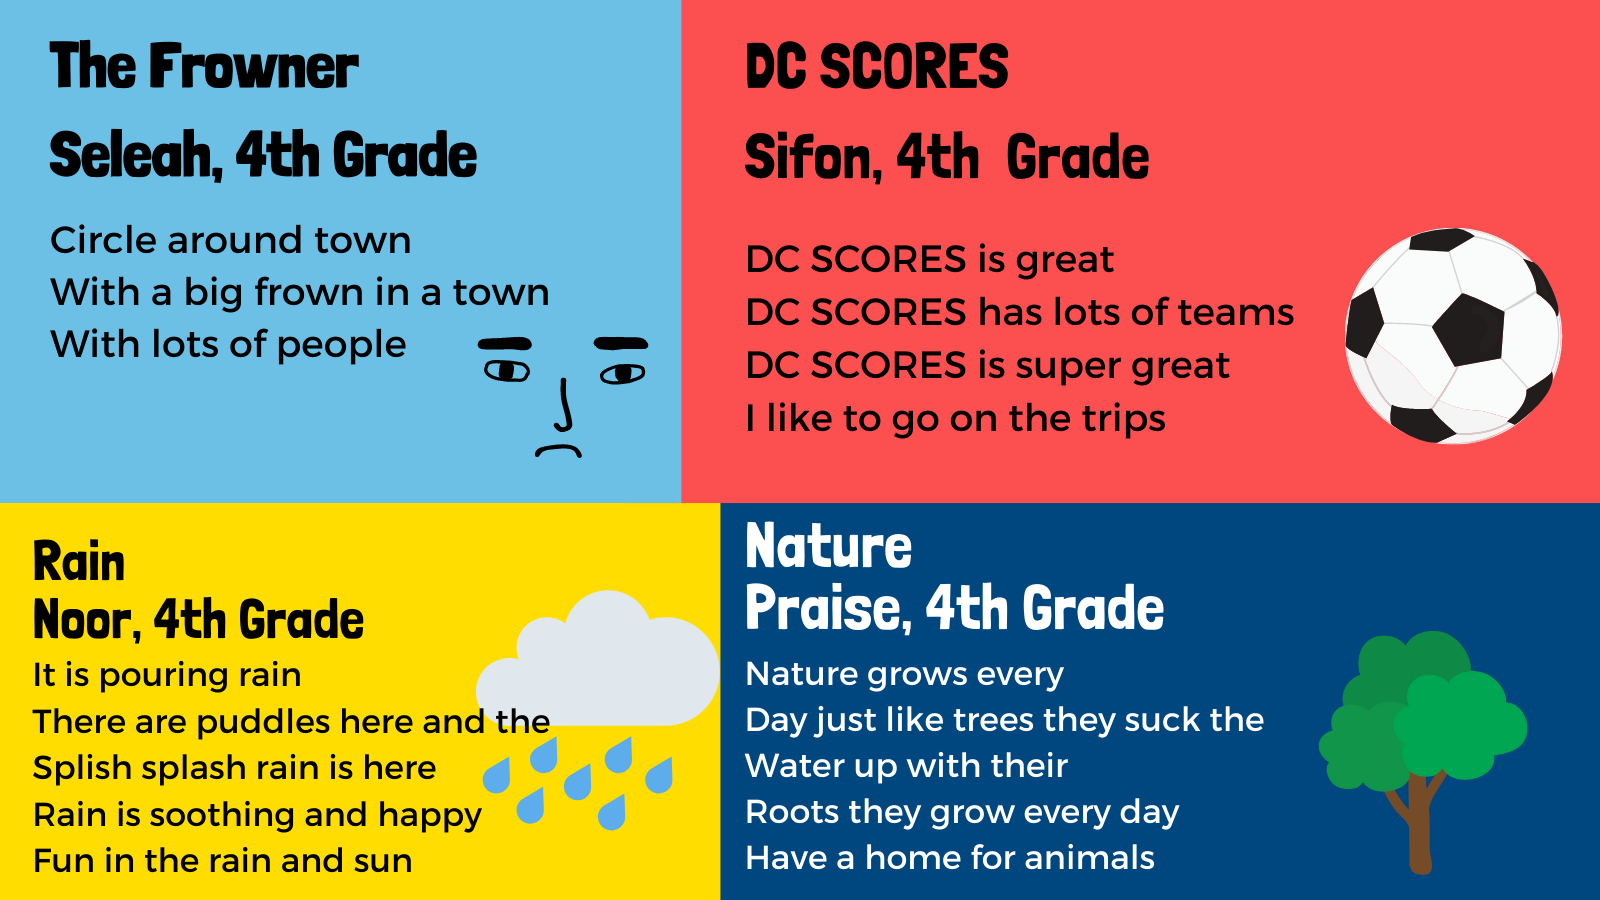 The Frowner
Seleah, 4th Grade
Circle around town
With a big frown in a town
With lots of people
DC SCORES
Sifon, 4th Grade
DC SCORES is great
DC SCORES has lots of teams
DC SCORES is super great
I like to go on the trips
Rain
Noor, 4th Grade
It is pouring rain
There are puddles here and the
Splish splash rain is here
Rain is soothing and happy
Fun in the rain and sun
Nature
Praise, 4th Grade
Nature grows every
Day just like trees they suck the
Water up with their
Roots they grow every day
Have a home for animals